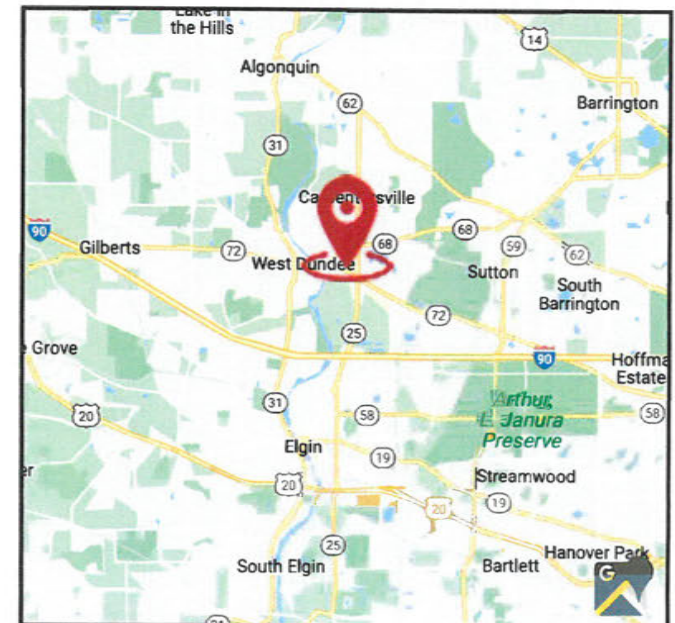 Lake in
the Hills
14
Algonquin
62
Barrington
31
Carpentersville
90
68
68
Gilberts
72
59
62
West Dundee
Sutton
South
Barrington
72
25
Grove
90
Hoffma
Estate
20
31
58
58
Arthur
L. Janura
Preserve
Elgin
19
20
Streamwood
19
20
25
South Elgin
Bartlett
Hanover Park
G